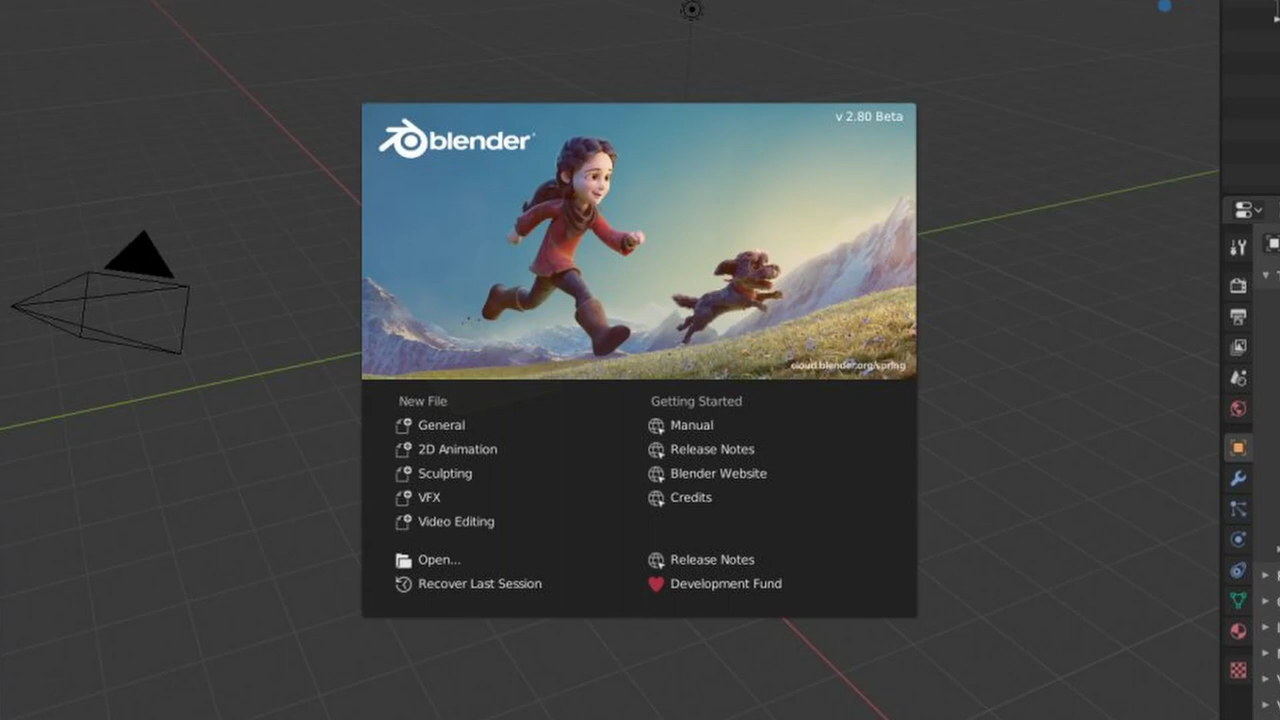 blender
v 2.80 Beta
cloud.blender.org/spring
New File
General
2D Animation
Sculpting
VFX
Video Editing
Open...
Recover Last Session
Getting Started
Manual
Release Notes
Blender Website
Credits
Release Notes
Development Fund